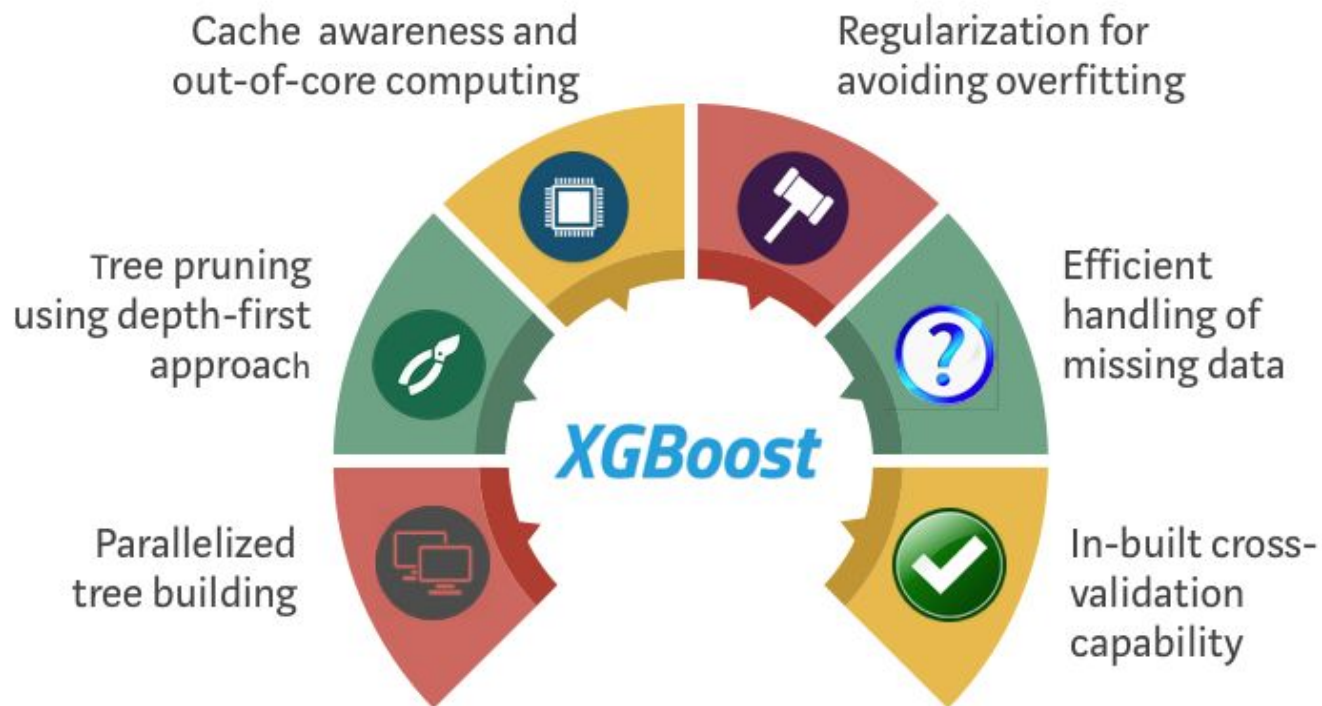 Cache awareness and
out-of-core computing
Regularization for
avoiding overfitting
Tree pruning
using depth-first
approach
Efficient
handling of
missing data
XGBoost
Parallelized
tree building
In-built cross-
validation
capability